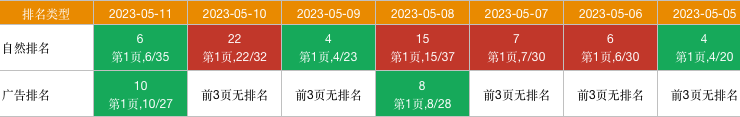 排名类型 2023-05-11 2023-05-10 2023-05-09 2023-05-08 2023-05-07 2023-05-06 2023-05-05
自然排名 6 22 4 15 7 6 4
第1页,6/35 第1页,22/32 第1页,4/23 第1页,15/37 第1页,7/30 第1页,6/30 第1页,4/20
广告排名 10 前3页无排名 前3页无排名 8 前3页无排名 前3页无排名 前3页无排名
第1页,10/27 第1页,8/28